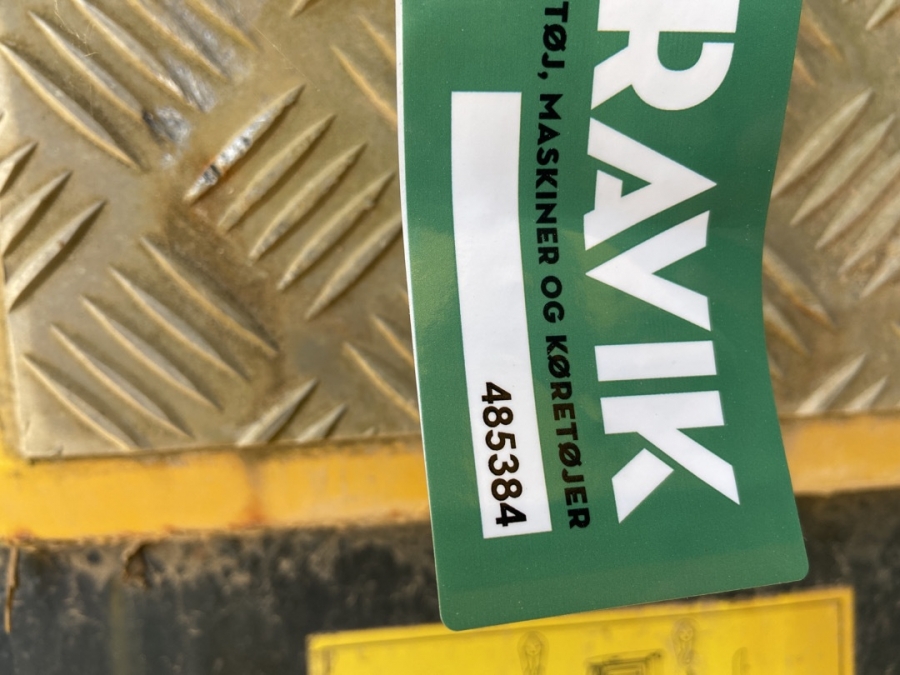 RAVIK
TØJ, MASKINER OG KØRETØJER
485384